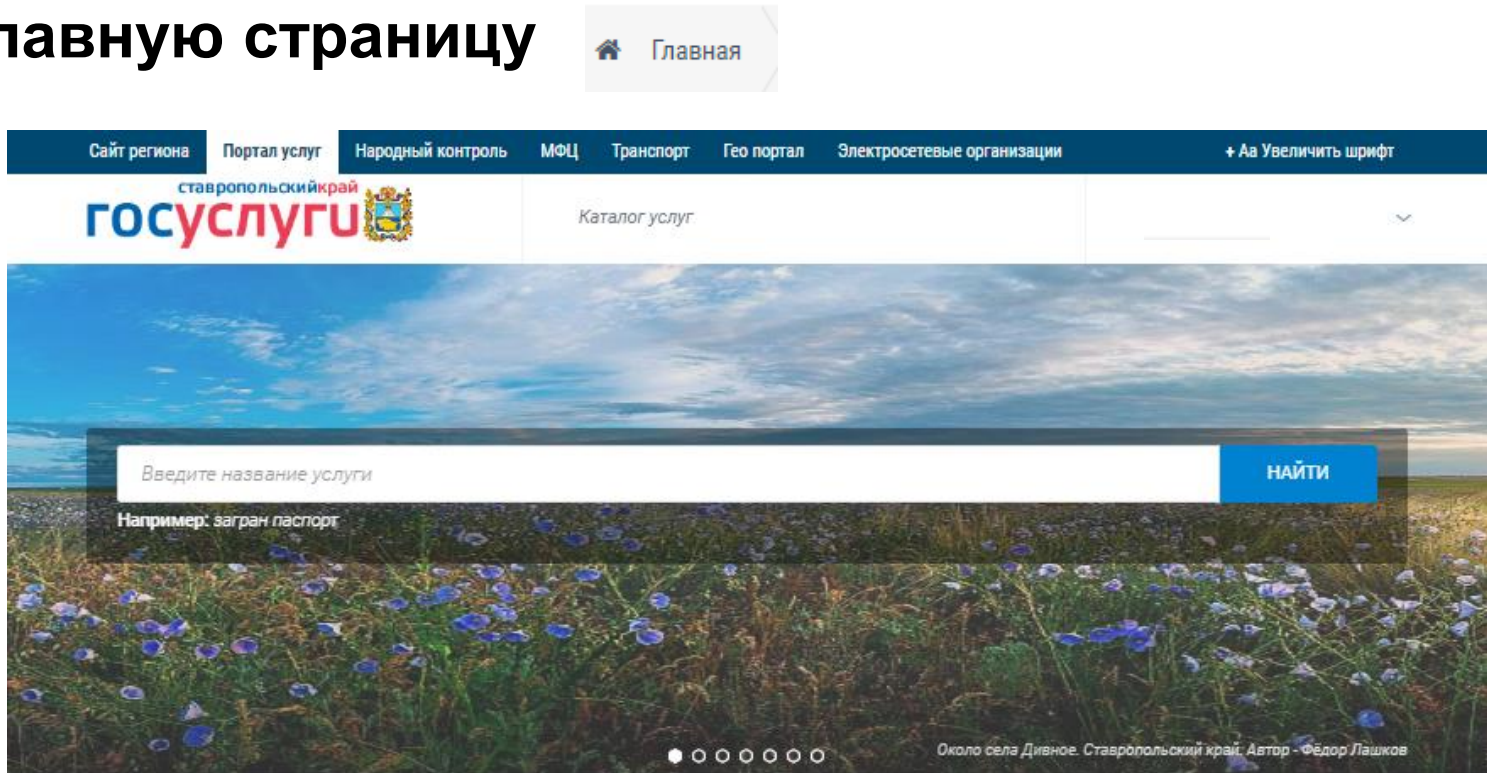 лавную страницу
Главная
Сайт региона Портал услуг Народный контроль МФЦ Транспорт Гео портал Электросетевые организации + Аа Увеличить шрифт
ставропольскийкрай
госуслуги
Каталог услуг
Введите название услуги
НАЙТИ
Например: загран паспорт
Около села Дивное. Ставропольский край. Автор - Фёдор Лашков